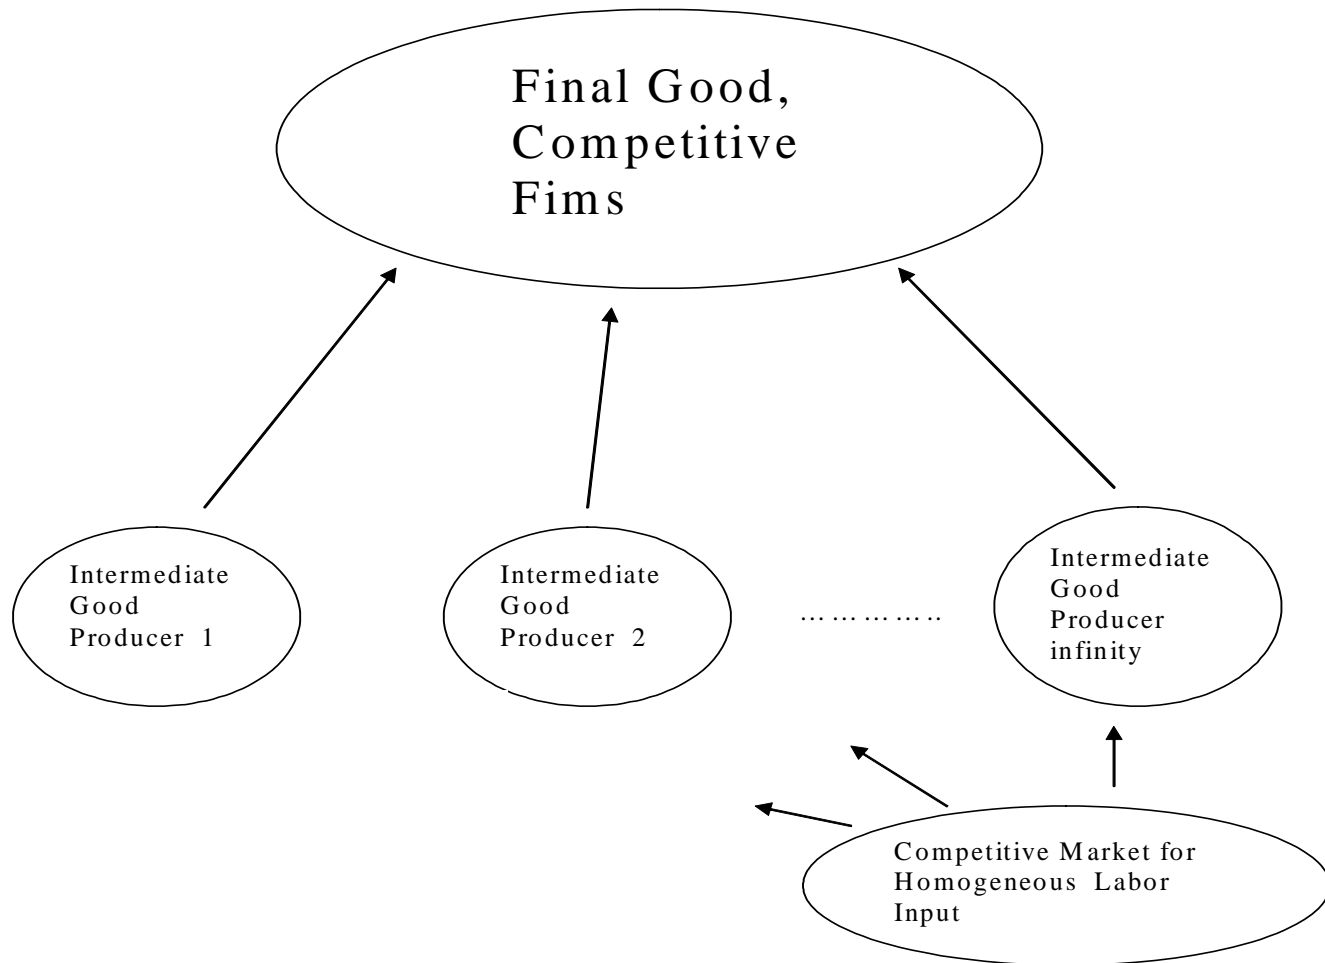 Final Good,
Competitive
Fims
Intermediate
Good
Producer 1
Intermediate
Good
Producer 2
…………..
Intermediate
Good
Producer
infinity
Competitive Market for
Homogeneous Labor
Input